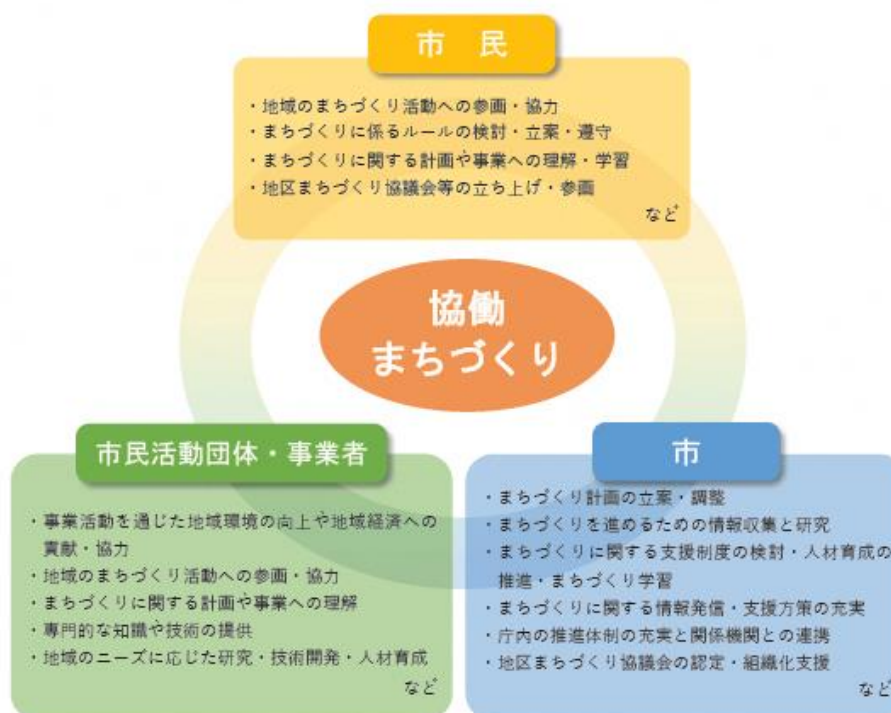 市 民
・地域のまちづくり活動への参画・協力
・まちづくりに係るルールの検討・立案・遵守
・まちづくりに関する計画や事業への理解・学習
・地区まちづくり協議会等の立ち上げ・参画
など
協働
まちづくり
市民活動団体・事業者
・事業活動を通じた地域環境の向上や地域経済への
貢献・協力
・地域のまちづくり活動への参画・協力
・まちづくりに関する計画や事業への理解
・専門的な知識や技術の提供
・地域のニーズに応じた研究・技術開発・人材育成
など
市
・まちづくり計画の立案・調整
・まちづくりを進めるための情報収集と研究
・まちづくりに関する支援制度の検討・人材育成の
推進・まちづくり学習
・まちづくりに関する情報発信・支援方策の充実
・庁内の推進体制の充実と関係機関との連携
・地区まちづくり協議会の認定・組織化支援
など